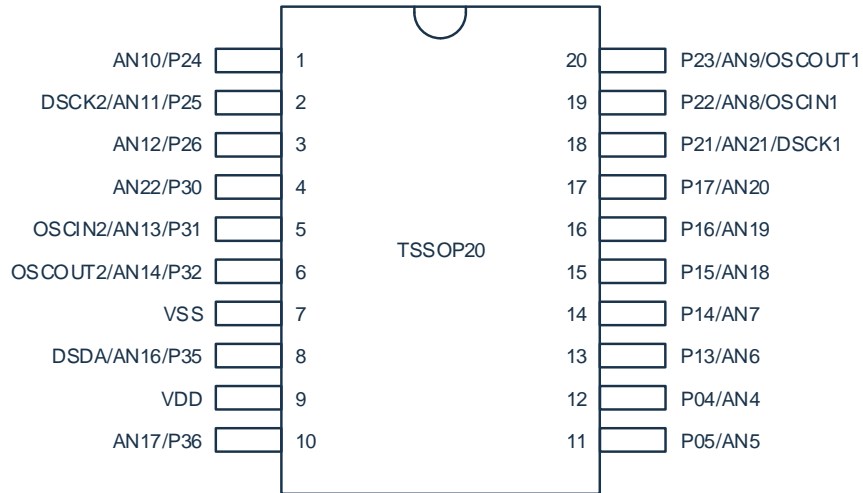 AN10/P24 1 20 P23/AN9/OSCOUT1
DSCK2/AN11/P25 2 19 P22/AN8/OSCIN1
AN12/P26 3 18 P21/AN21/DSCK1
AN22/P30 4 17 P17/AN20
OSCIN2/AN13/P31 5 16 P16/AN19
TSSOP20
OSCOUT2/AN14/P32 6 15 P15/AN18
VSS 7 14 P14/AN7
DSDA/AN16/P35 8 13 P13/AN6
VDD 9 12 P04/AN4
AN17/P36 10 11 P05/AN5